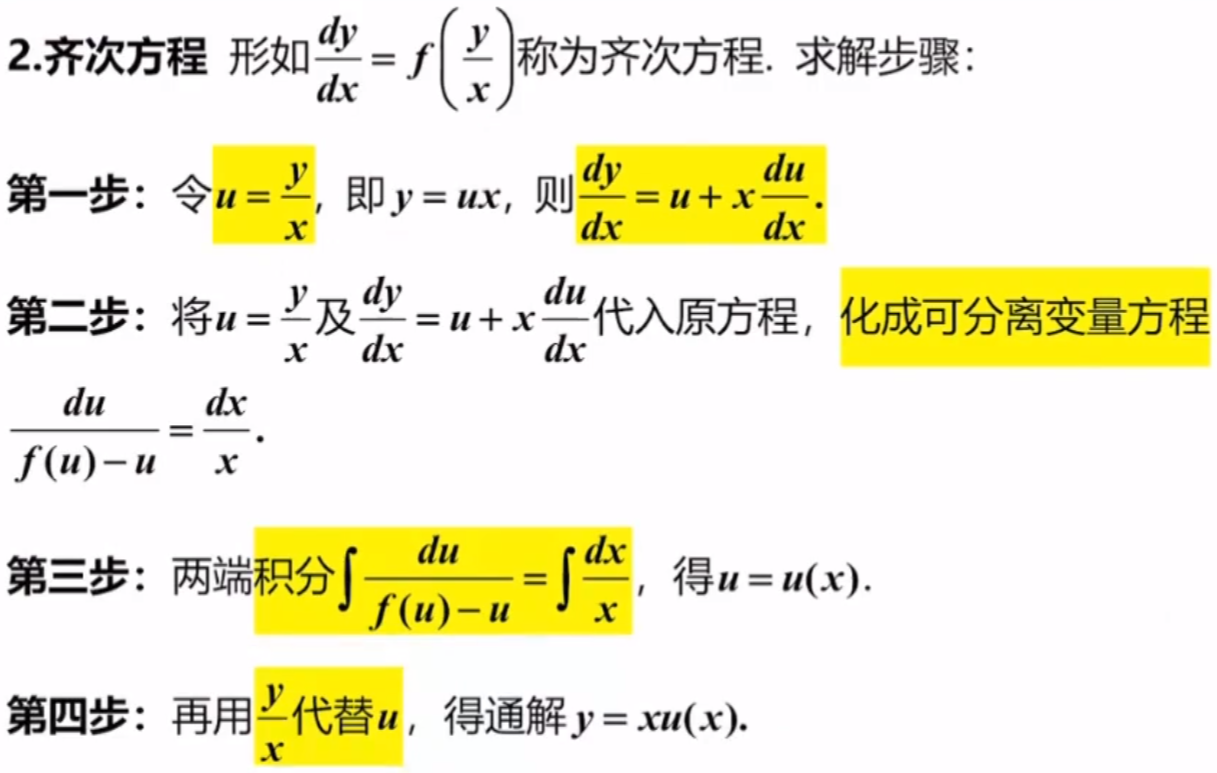 2.齐次方程 形如 $\frac{dy}{dx} = f\left(\frac{y}{x}\right)$ 称为齐次方程. 求解步骤：
第一步：令 $u = \frac{y}{x}$, 即 $y = ux$, 则 $\frac{dy}{dx} = u + x\frac{du}{dx}$.
第二步：将 $u = \frac{y}{x}$ 及 $\frac{dy}{dx} = u + x\frac{du}{dx}$ 代入原方程，化成可分离变量方程
$\frac{du}{f(u) - u} = \frac{dx}{x}$.
第三步：两端积分 $\int \frac{du}{f(u) - u} = \int \frac{dx}{x}$, 得 $u = u(x)$.
第四步：再用 $\frac{y}{x}$ 代替 $u$, 得通解 $y = xu(x)$.